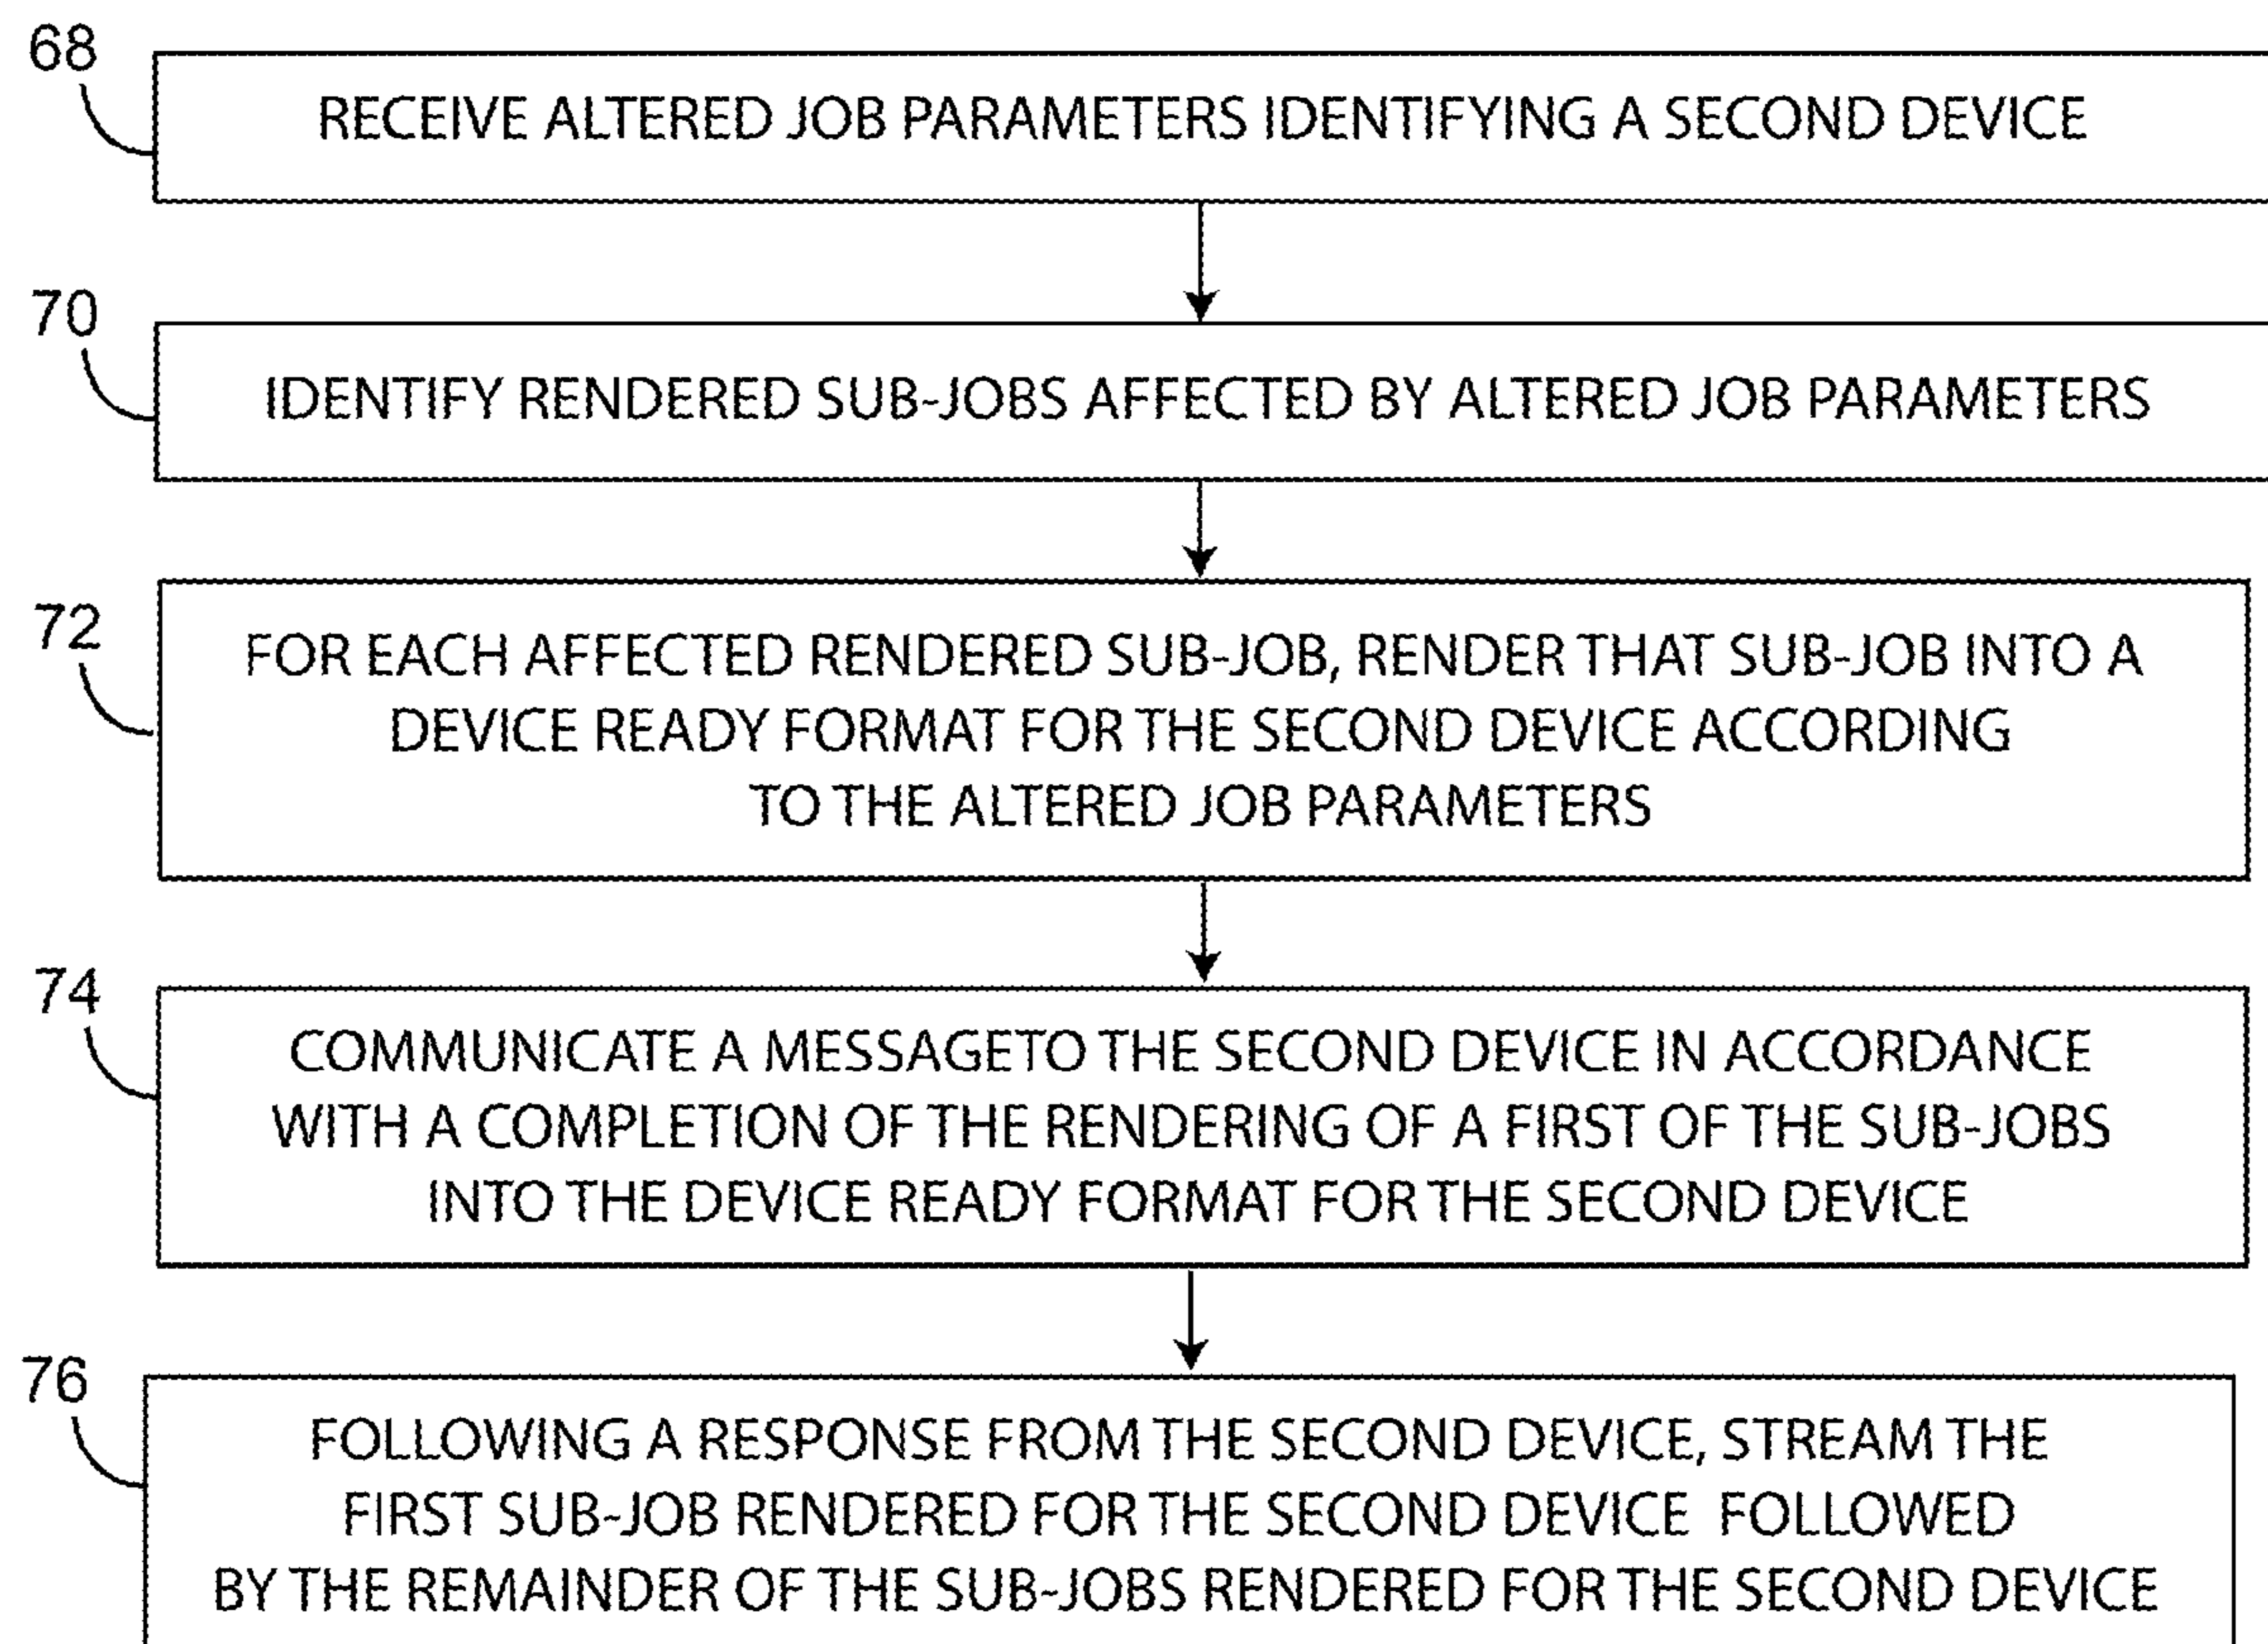 68
RECEIVE ALTERED JOB PARAMETERS IDENTIFYING A SECOND DEVICE
70
IDENTIFY RENDERED SUB-JOBS AFFECTED BY ALTERED JOB PARAMETERS
72
FOR EACH AFFECTED RENDERED SUB-JOB, RENDER THAT SUB-JOB INTO A
DEVICE READY FORMAT FOR THE SECOND DEVICE ACCORDING
TO THE ALTERED JOB PARAMETERS
74
COMMUNICATE A MESSAGETO THE SECOND DEVICE IN ACCORDANCE
WITH A COMPLETION OF THE RENDERING OF A FIRST OF THE SUB-JOBS
INTO THE DEVICE READY FORMAT FOR THE SECOND DEVICE
76
FOLLOWING A RESPONSE FROM THE SECOND DEVICE, STREAM THE
FIRST SUB-JOB RENDERED FOR THE SECOND DEVICE FOLLOWED
BY THE REMAINDER OF THE SUB-JOBS RENDERED FOR THE SECOND DEVICE